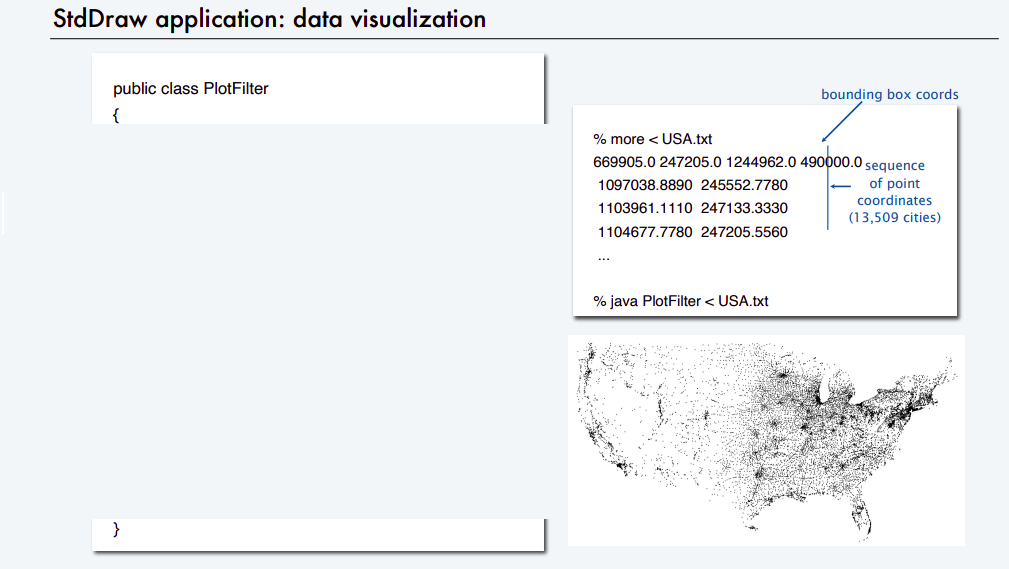 StdDraw application: data visualization
public class PlotFilter
{
}
bounding box coords
% more < USA.txt
669905.0 247205.0 1244962.0 490000.0
1097038.8890 245552.7780
1103961.1110 247133.3330
1104677.7780 247205.5560
...
sequence
of point
coordinates
(13,509 cities)
% java PlotFilter < USA.txt